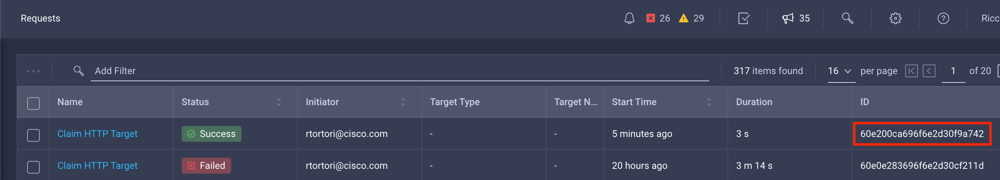 Requests 26 29 35 Ricc
Add Filter 317 items found 16 per page 1 of 20
Name Status Initiator Target Type Target N... Start Time Duration ID
Claim HTTP Target Success rtortori@cisco.com - - 5 minutes ago 3 s 60e200ca696f6e2d30f9a742
Claim HTTP Target Failed rtortori@cisco.com - - 20 hours ago 3 m 14 s 60e0e283696f6e2d30cf211d